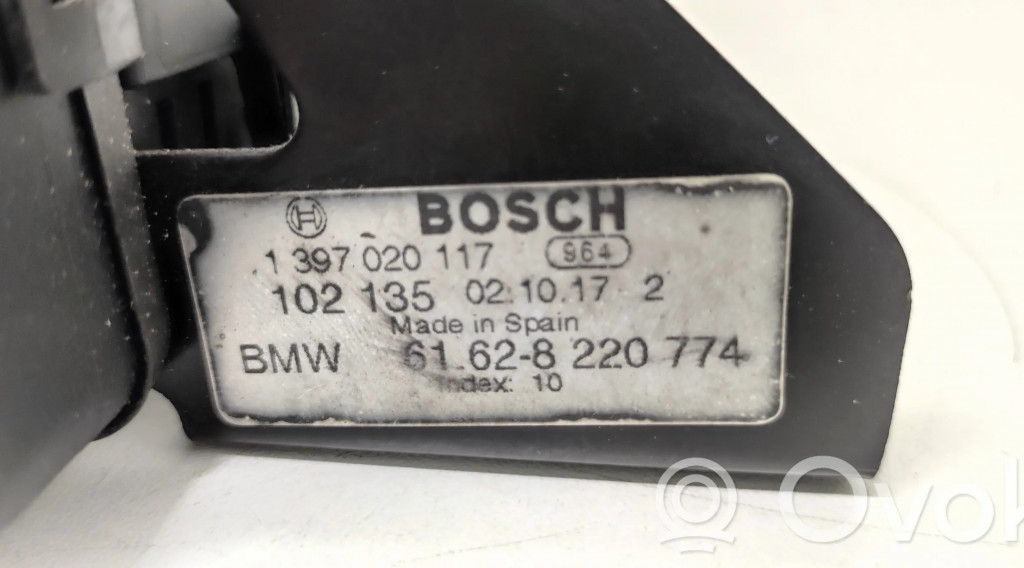 BOSCH
1 397 020 117 964
102 135 02.10.17 2
Made in Spain
BMW 61.62-8 220 774
Index: 10